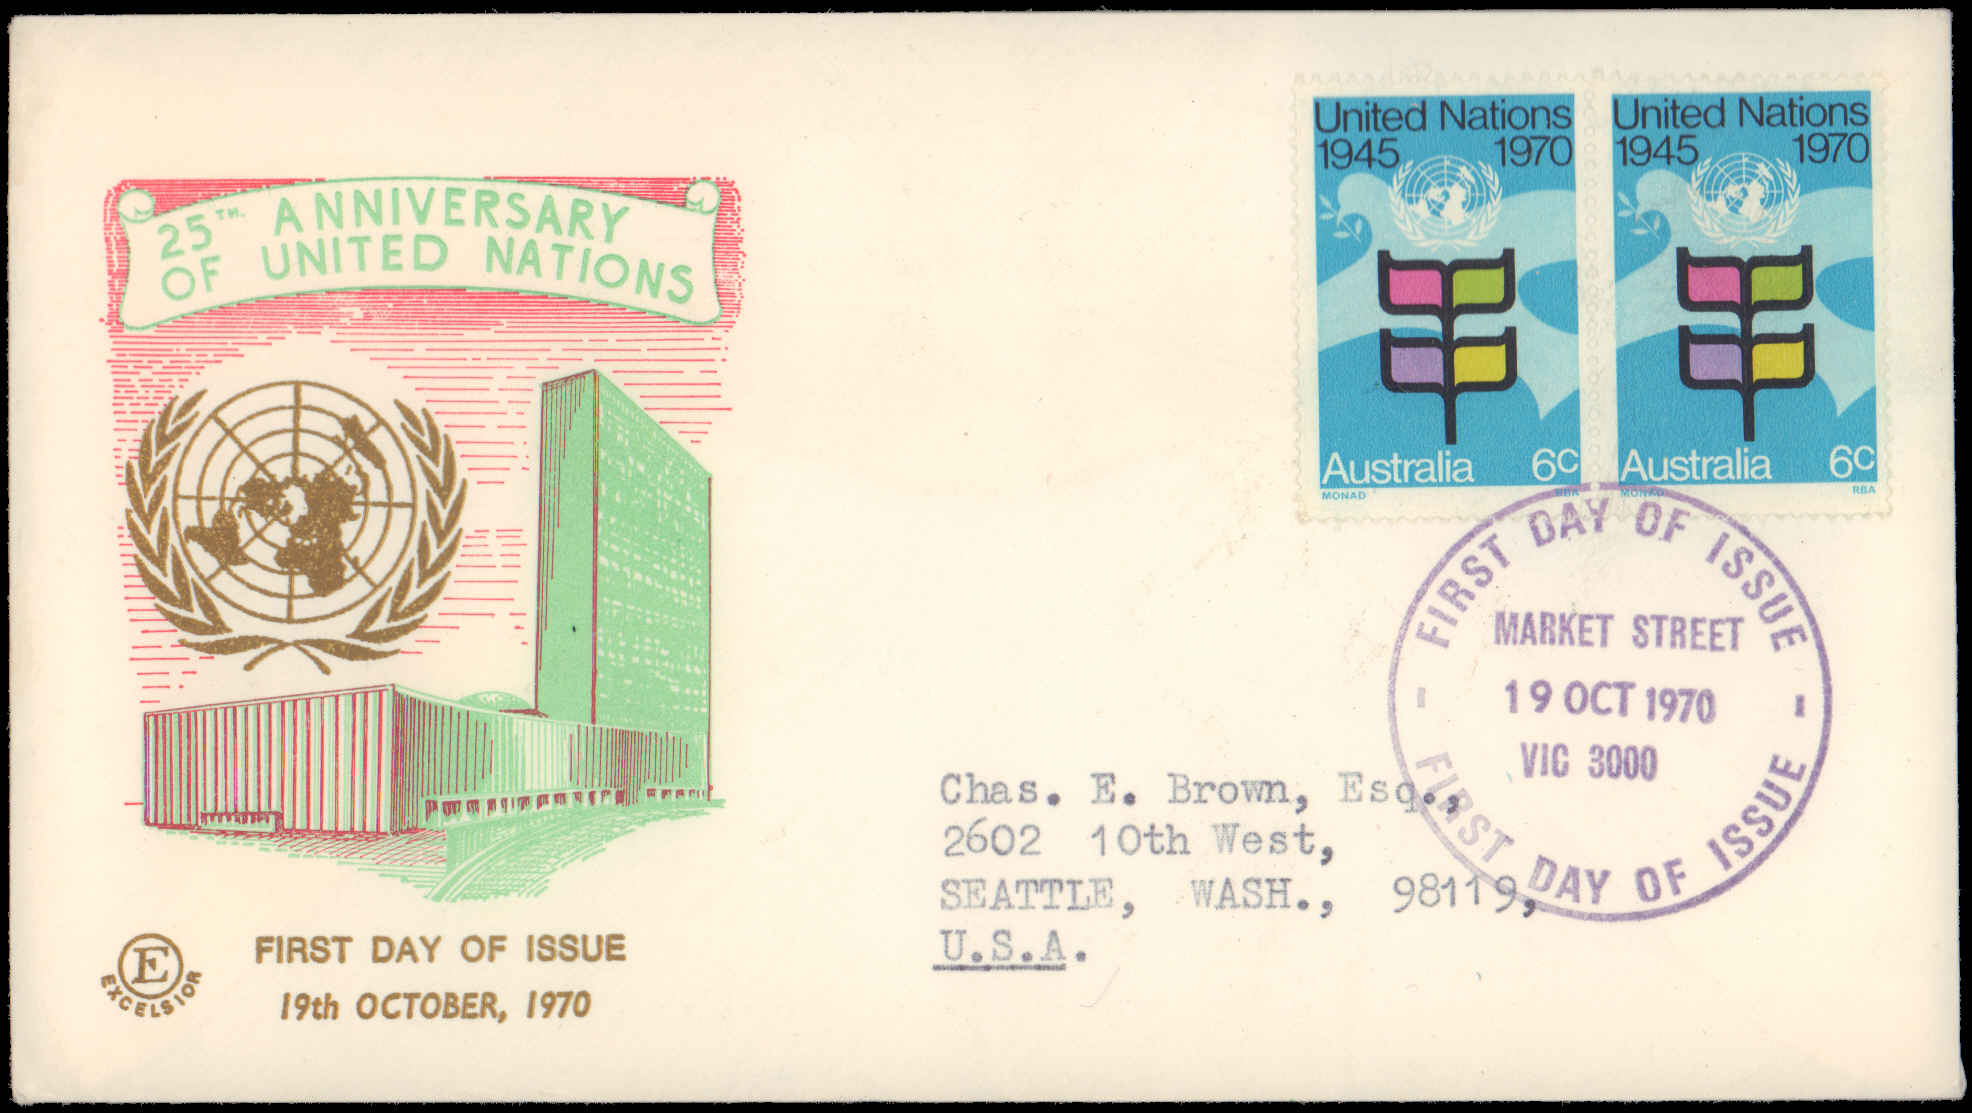 25TH. ANNIVERSARY
OF UNITED NATIONS
E
EXCELSIOR
FIRST DAY OF ISSUE
19th OCTOBER, 1970
United Nations
1945 1970
Australia 6c
MONAD RBA
United Nations
1945 1970
Australia 6c
MONAD RBA
FIRST DAY OF ISSUE
MARKET STREET
19 OCT 1970
VIC 3000
FIRST DAY OF ISSUE
Chas. E. Brown, Esq.,
2602 10th West,
SEATTLE, WASH., 98119,
U.S.A.